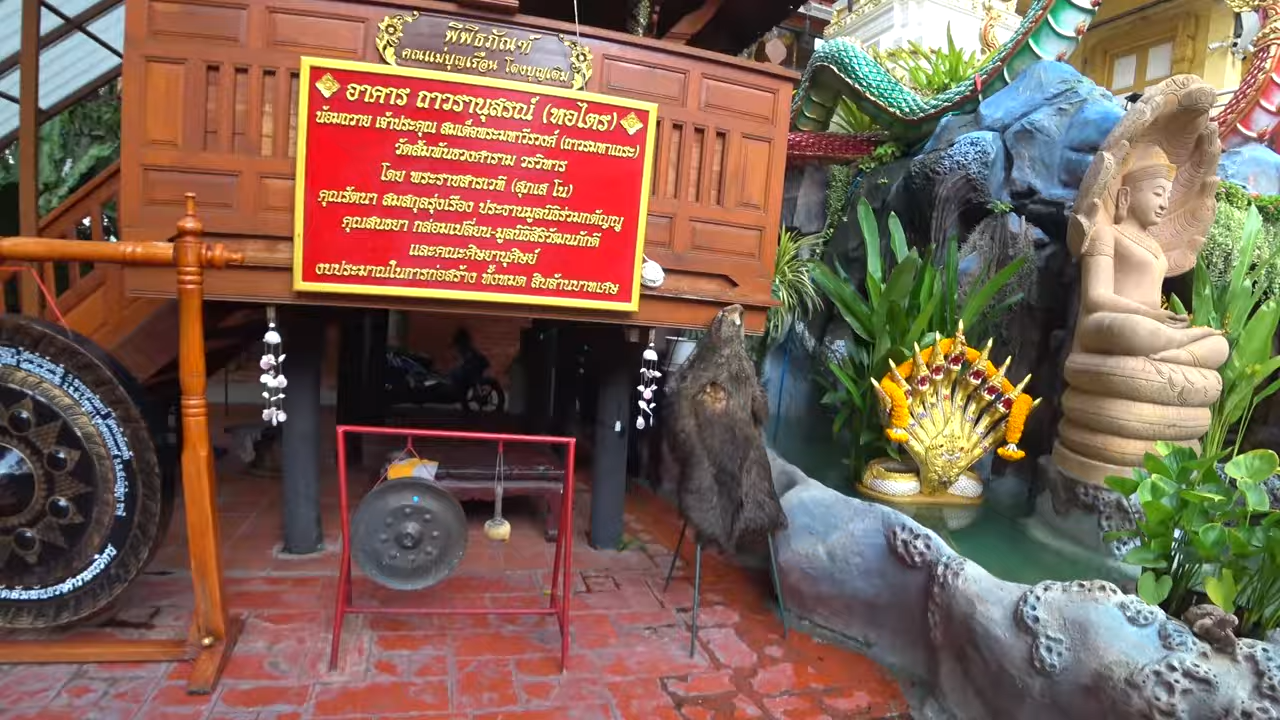 พิพิธภัณฑ์
คุณแม่บุญเรือน โตงบุญเติม
อาคาร ถาวรานุสรณ์ (หอไตร)
น้อมถวาย เจ้าประคุณ สมเด็จพระมหาวีรวงศ์ (ถาวรมหาเถระ)
วัดสัมพันธวงศาราม วรวิหาร
โดย พระราชสารเวที (สุภเส โน)
คุณรัตนา สมสกุลรุ่งเรือง ประธานมูลนิธิร่วมกตัญญู
คุณสนธยา กล่อมเปลี่ยน-มูลนิธิสิริวัฒนภักดี
และคณะศิษยานุศิษย์
งบประมาณในการก่อสร้าง ทั้งหมด สิบล้านบาทเศษ